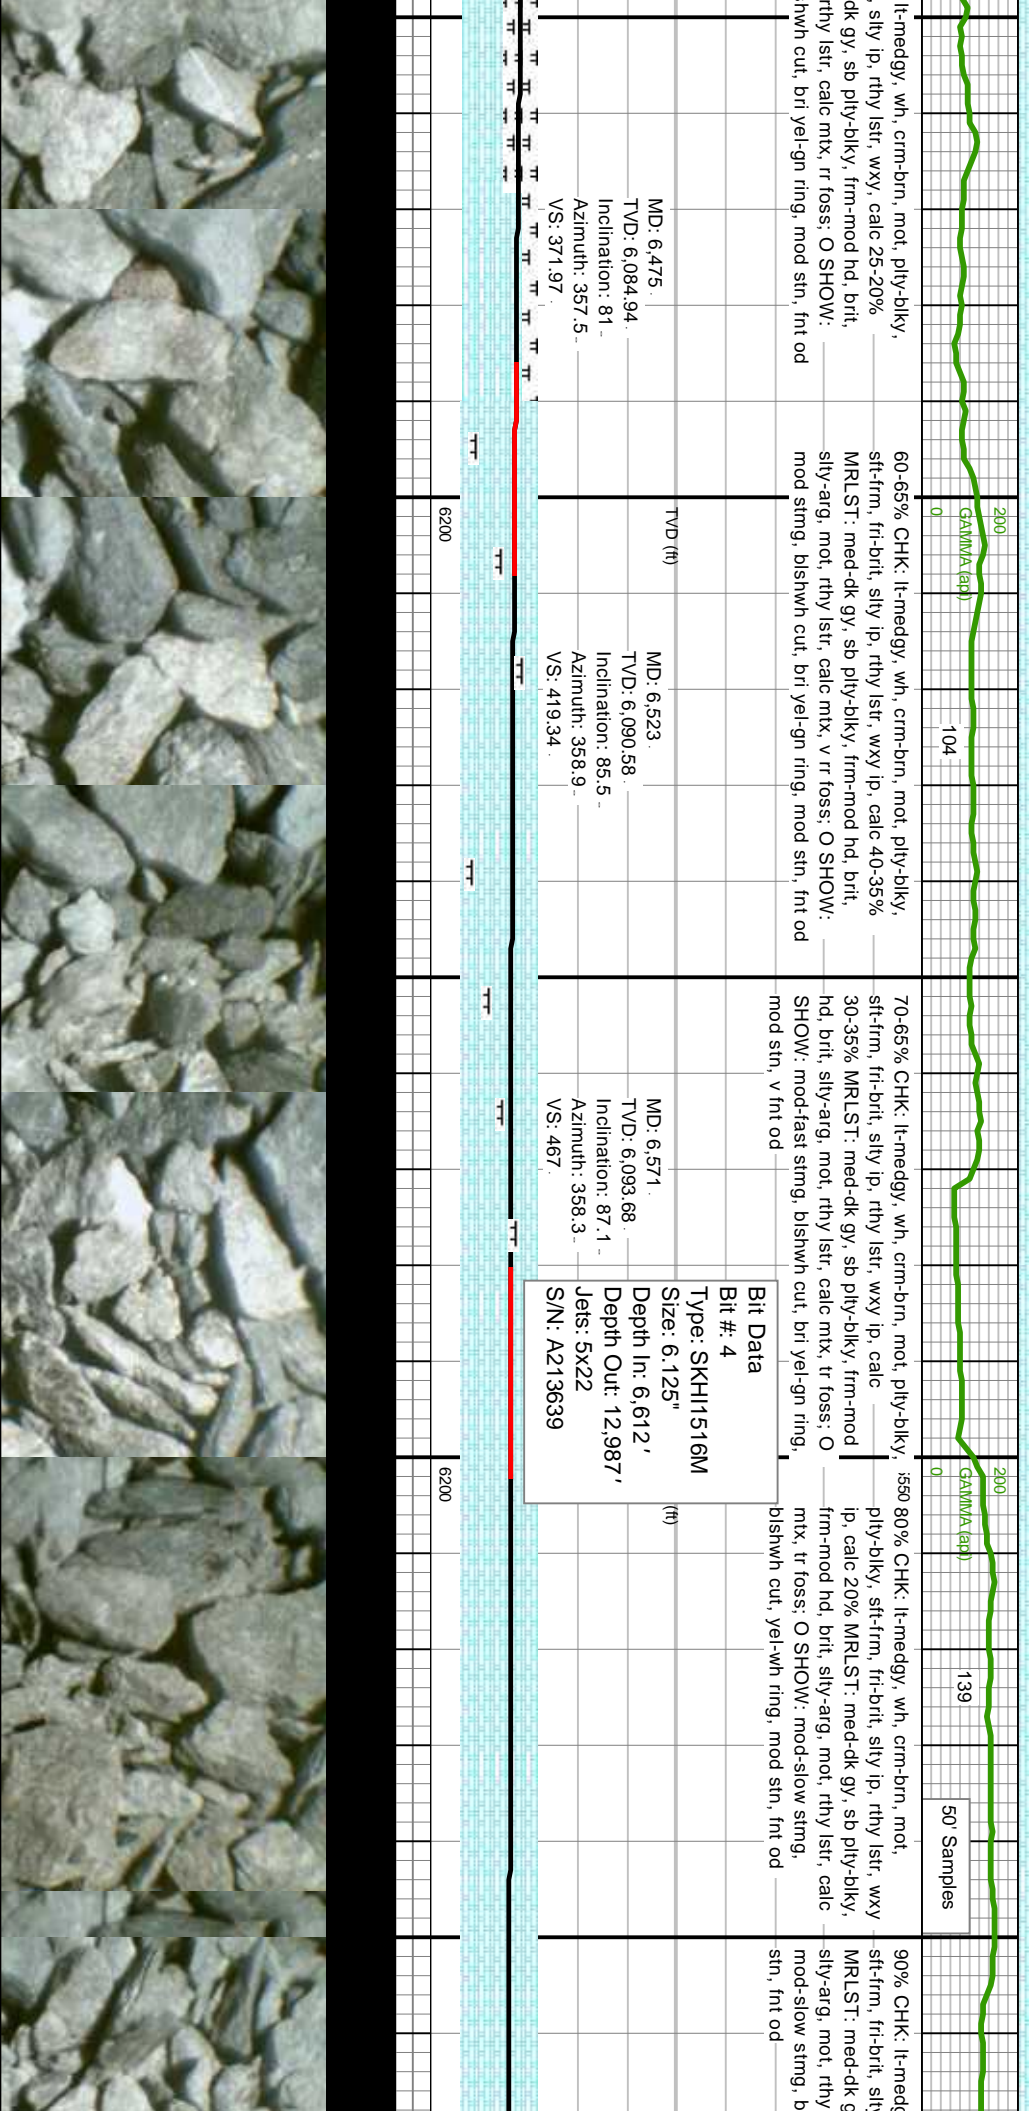 lt-medgy, wh, crm-brn, mot, plty-blky,
, slty ip, rthy lstr, wxy, calc 25-20%
dk gy, sb plty-blky, frm-mod hd, brit,
rthy lstr, calc mtx, rr foss; O SHOW:
hwh cut, bri yel-gn ring, mod stn, fnt od
MD: 6,475
TVD: 6,084.94
Inclination: 81
Azimuth: 357.5
VS: 371.97
200
GAMMA (api)
0
60-65% CHK: lt-medgy, wh, crm-brn, mot, plty-blky,
sft-frm, fri-brit, slty ip, rthy lstr, wxy ip, calc 40-35%
MRLST: med-dk gy, sb plty-blky, frm-mod hd, brit,
slty-arg, mot, rthy lstr, calc mtx, v rr foss; O SHOW:
mod stmg, blshwh cut, bri yel-gn ring, mod stn, fnt od
TVD (ft)
6200
104
MD: 6,523
TVD: 6,090.58
Inclination: 85.5
Azimuth: 358.9
VS: 419.34
70-65% CHK: lt-medgy, wh, crm-brn, mot, plty-blky,
sft-frm, fri-brit, slty ip, rthy lstr, wxy ip, calc
30-35% MRLST: med-dk gy, sb plty-blky, frm-mod
hd, brit, slty-arg, mot, rthy lstr, calc mtx, tr foss; O
SHOW: mod-fast stmg, blshwh cut, bri yel-gn ring,
mod stn, v fnt od
MD: 6,571
TVD: 6,093.68
Inclination: 87.1
Azimuth: 358.3
VS: 467
Bit Data
Bit #: 4
Type: SKHI1516M
Size: 6.125"
Depth In: 6,612'
Depth Out: 12,987'
Jets: 5x22
S/N: A213639
200
GAMMA (api)
0
(ft)
6200
550 80% CHK: lt-medgy, wh, crm-brn, mot,
plty-blky, sft-frm, fri-brit, slty ip, rthy lstr, wxy
ip, calc 20% MRLST: med-dk gy, sb plty-blky,
frm-mod hd, brit, slty-arg, mot, rthy lstr, calc
mtx, tr foss; O SHOW: mod-slow stmg,
blshwh cut, yel-wh ring, mod stn, fnt od
139
50' Samples
90% CHK: lt-medg
sft-frm, fri-brit, slt
MRLST: med-dk g
slty-arg, mot, rthy
mod-slow stmg, b
stn, fnt od